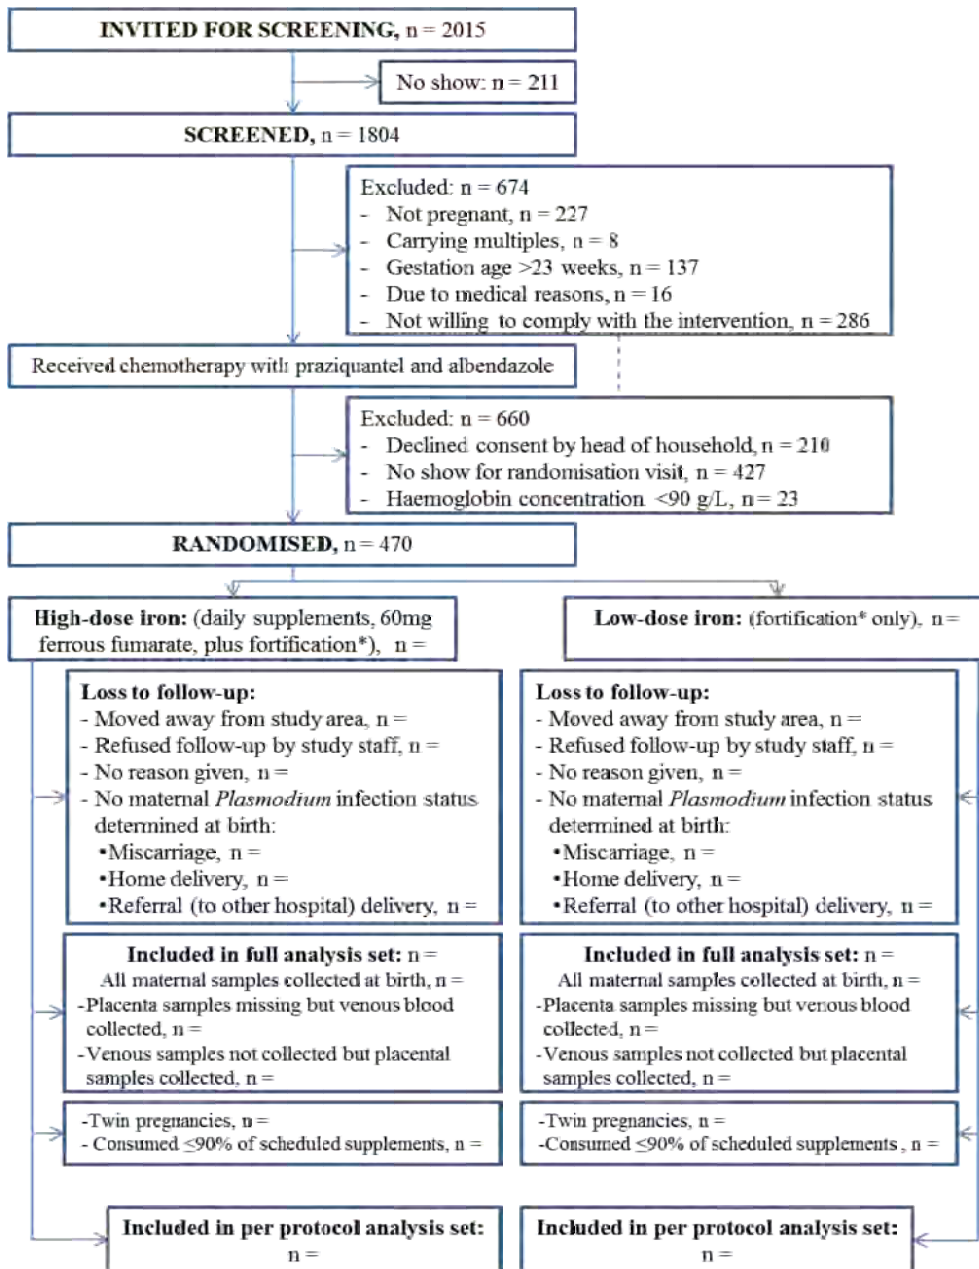 INVITED FOR SCREENING, n = 2015
No show: n = 211
SCREENED, n = 1804
Excluded: n = 674
- Not pregnant, n = 227
- Carrying multiples, n = 8
- Gestation age >23 weeks, n = 137
- Due to medical reasons, n = 16
- Not willing to comply with the intervention, n = 286
Received chemotherapy with praziquantel and albendazole
Excluded: n = 660
- Declined consent by head of household, n = 210
- No show for randomisation visit, n = 427
- Haemoglobin concentration <90 g/L, n = 23
RANDOMISED, n = 470
High-dose iron: (daily supplements, 60mg
ferrous fumarate, plus fortification*), n =
Low-dose iron: (fortification* only), n =
Loss to follow-up:
- Moved away from study area, n =
- Refused follow-up by study staff, n =
- No reason given, n =
- No maternal Plasmodium infection status
determined at birth:
•Miscarriage, n =
•Home delivery, n =
•Referral (to other hospital) delivery, n =
Loss to follow-up:
- Moved away from study area, n =
- Refused follow-up by study staff, n =
- No reason given, n =
- No maternal Plasmodium infection status
determined at birth:
•Miscarriage, n =
•Home delivery, n =
•Referral (to other hospital) delivery, n =
Included in full analysis set: n =
All maternal samples collected at birth, n =
-Placenta samples missing but venous blood
collected, n =
-Venous samples not collected but placental
samples collected, n =
Included in full analysis set: n =
All maternal samples collected at birth, n =
-Placenta samples missing but venous blood
collected, n =
-Venous samples not collected but placental
samples collected, n =
-Twin pregnancies, n =
- Consumed ≤90% of scheduled supplements, n =
-Twin pregnancies, n =
-Consumed ≤90% of scheduled supplements , n =
Included in per protocol analysis set:
n =
Included in per protocol analysis set:
n =